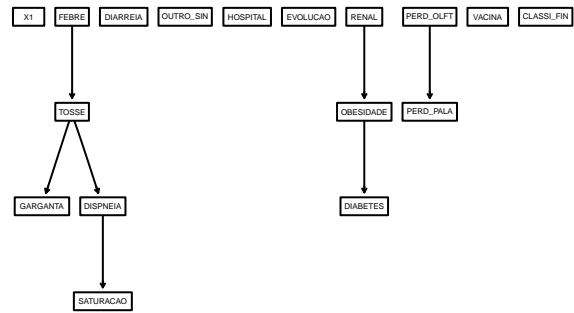 X1 FEBRE DIARREIA OUTRO_SIN HOSPITAL EVOLUCAO RENAL PERD_OLFT VACINA CLASSI_FIN
TOSSE OBESIDADE PERD_PALA
GARGANTA DISPNEIA DIABETES
SATURACAO